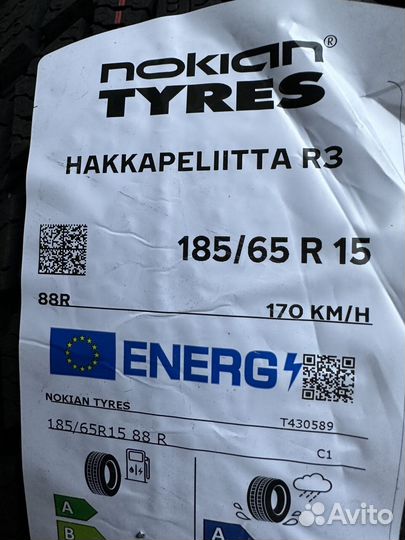 nokian®
TYRES
HAKKAPELIITTA R3
185/65 R 15
88R 170 KM/H
ENERG
NOKIAN TYRES T430589
185/65R15 88 R C1
A
B
A
Avito